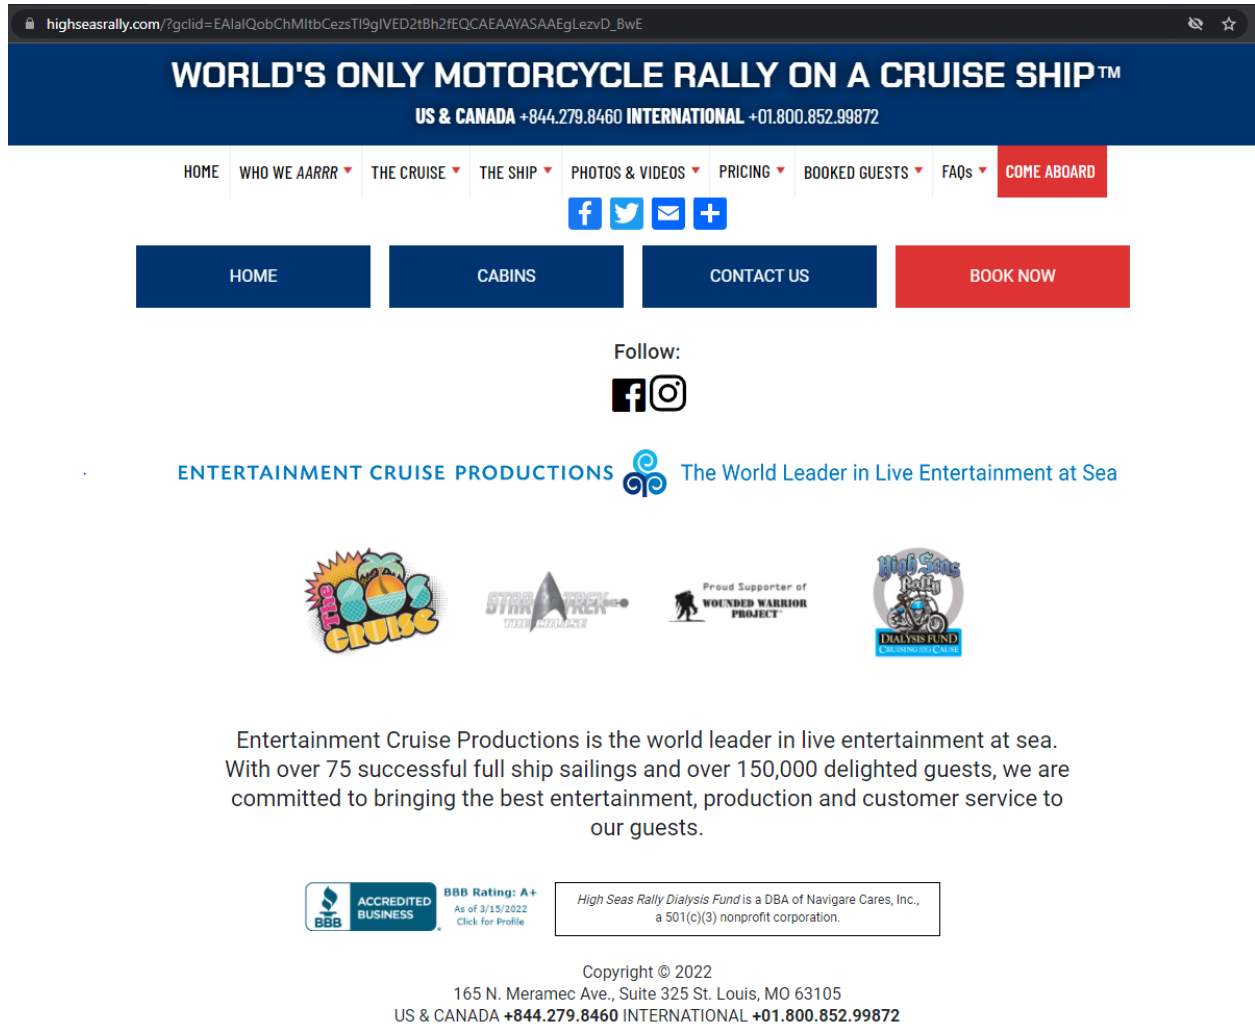 highseasrally.com/?gclid=EAIaIQobChMItbCezsTI9gIVED2tBh2fEQCAEAAYASAAEgLezvD_BwE
WORLD'S ONLY MOTORCYCLE RALLY ON A CRUISE SHIP™
US & CANADA +844.279.8460 INTERNATIONAL +01.800.852.99872
HOME WHO WE AARRR THE CRUISE THE SHIP PHOTOS & VIDEOS PRICING BOOKED GUESTS FAQs COME ABOARD
HOME CABINS CONTACT US BOOK NOW
Follow:
ENTERTAINMENT CRUISE PRODUCTIONS The World Leader in Live Entertainment at Sea
The 80s CRUISE
STAR TREK
THE CRUISE
Proud Supporter of
WOUNDED WARRIOR
PROJECT
High Seas
Rally
DIALYSIS FUND
CRUISING FOR A CAUSE
Entertainment Cruise Productions is the world leader in live entertainment at sea.
With over 75 successful full ship sailings and over 150,000 delighted guests, we are
committed to bringing the best entertainment, production and customer service to
our guests.
BBB
ACCREDITED
BUSINESS
BBB Rating: A+
As of 3/15/2022
Click for Profile
High Seas Rally Dialysis Fund is a DBA of Navigare Cares, Inc.,
a 501(c)(3) nonprofit corporation.
Copyright © 2022
165 N. Meramec Ave., Suite 325 St. Louis, MO 63105
US & CANADA +844.279.8460 INTERNATIONAL +01.800.852.99872